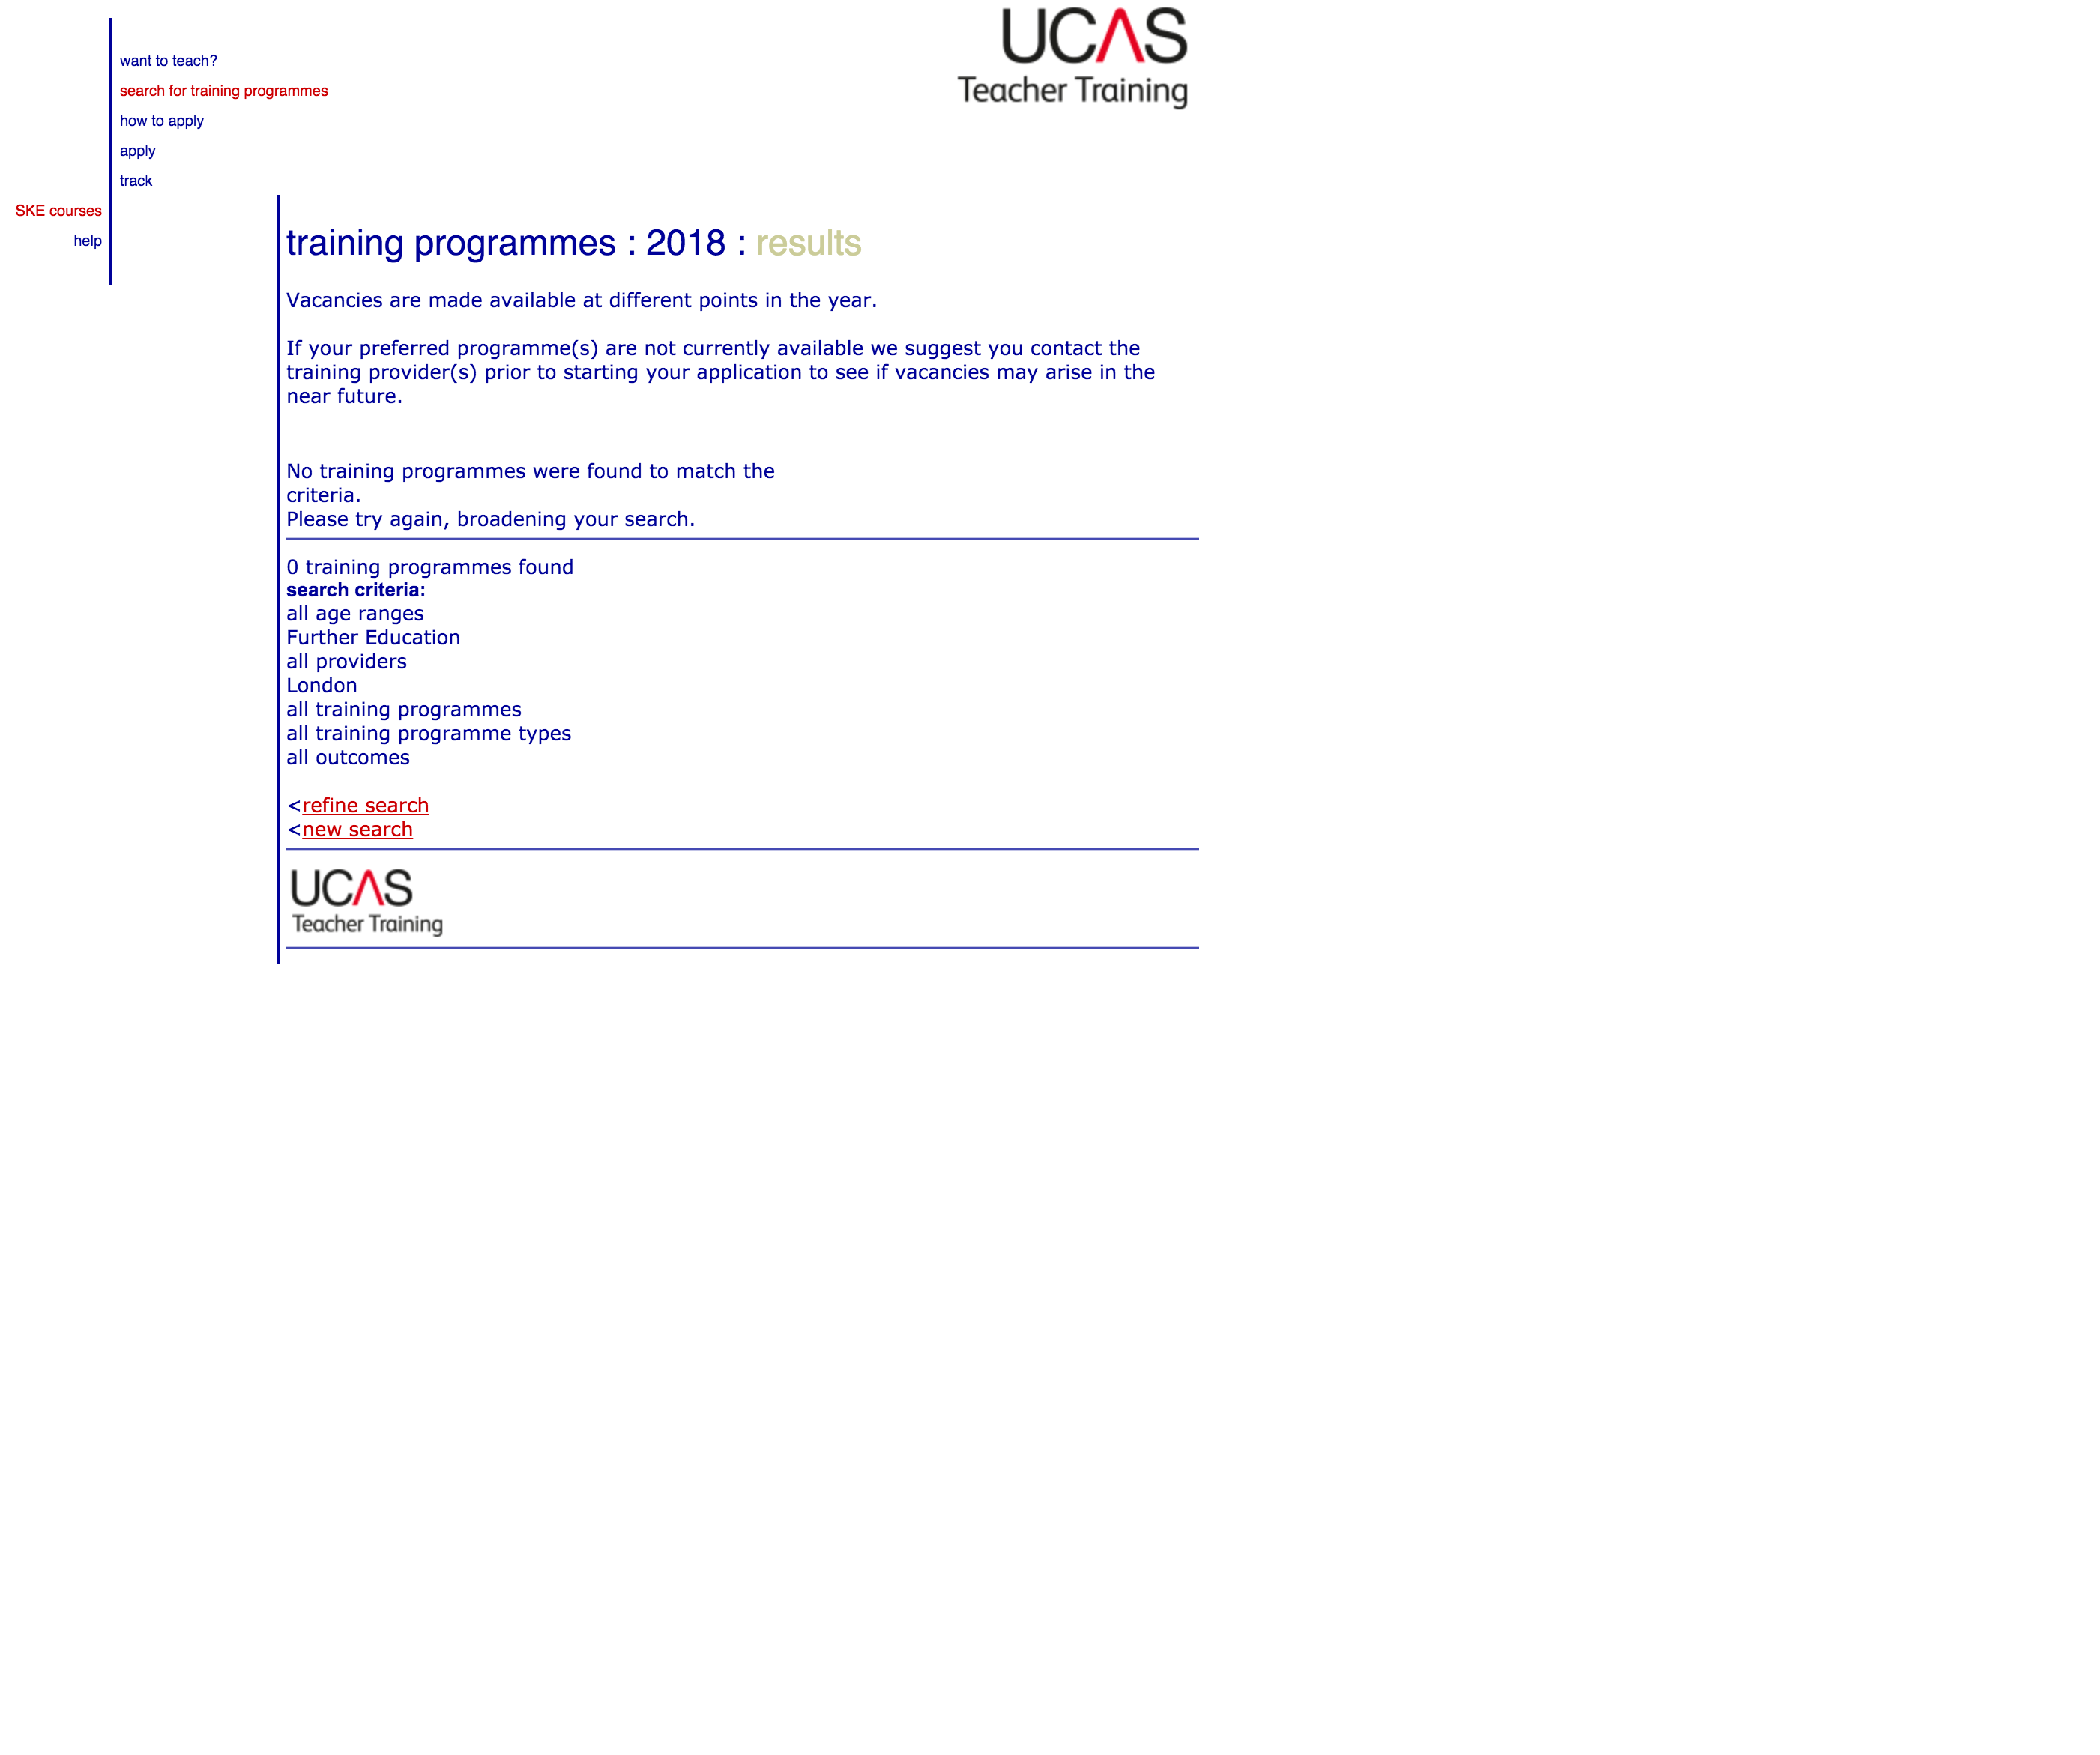 UCAS
Teacher Training
want to teach?
search for training programmes
how to apply
apply
track
SKE courses
help
training programmes : 2018 : results
Vacancies are made available at different points in the year.
If your preferred programme(s) are not currently available we suggest you contact the
training provider(s) prior to starting your application to see if vacancies may arise in the
near future.
No training programmes were found to match the
criteria.
Please try again, broadening your search.
0 training programmes found
search criteria:
all age ranges
Further Education
all providers
London
all training programmes
all training programme types
all outcomes
<refine search
<new search
UCAS
Teacher Training